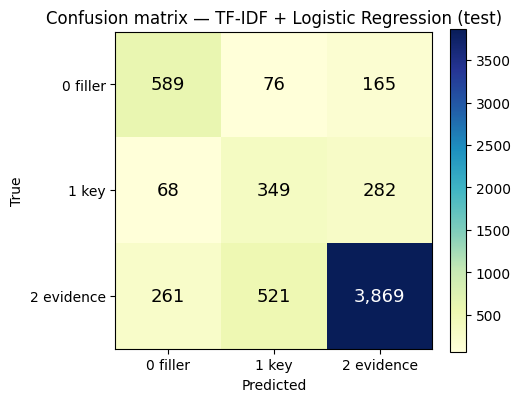 Confusion matrix — TF-IDF + Logistic Regression (test)
0 filler 589 76 165
1 key 68 349 282
2 evidence 261 521 3,869
0 filler 1 key 2 evidence
Predicted
True
3500
3000
2500
2000
1500
1000
500